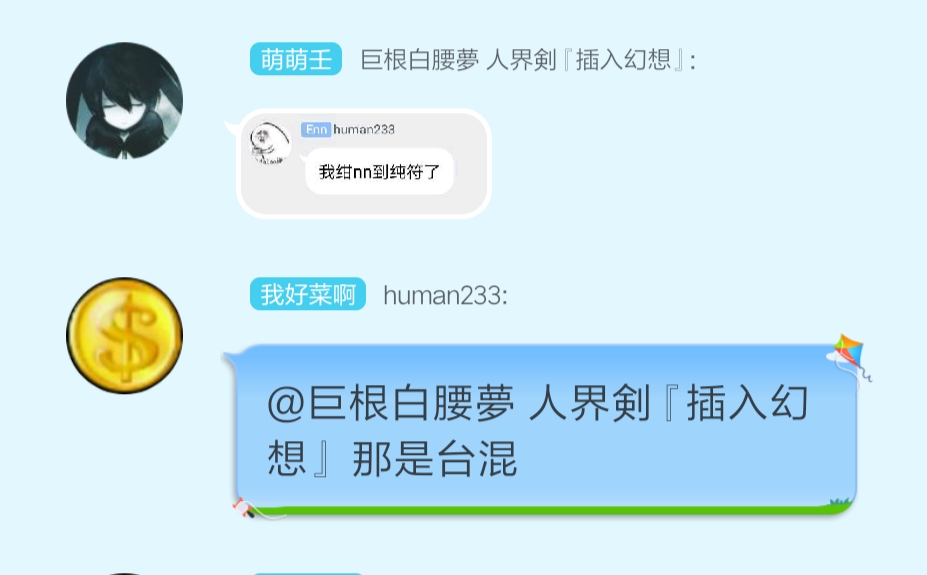 萌萌壬 巨根白腰夢 人界剣『插入幻想』:
Enn human233
我绀nn到纯符了
我好菜啊 human233:
@巨根白腰夢 人界剣『插入幻
想』 那是台混